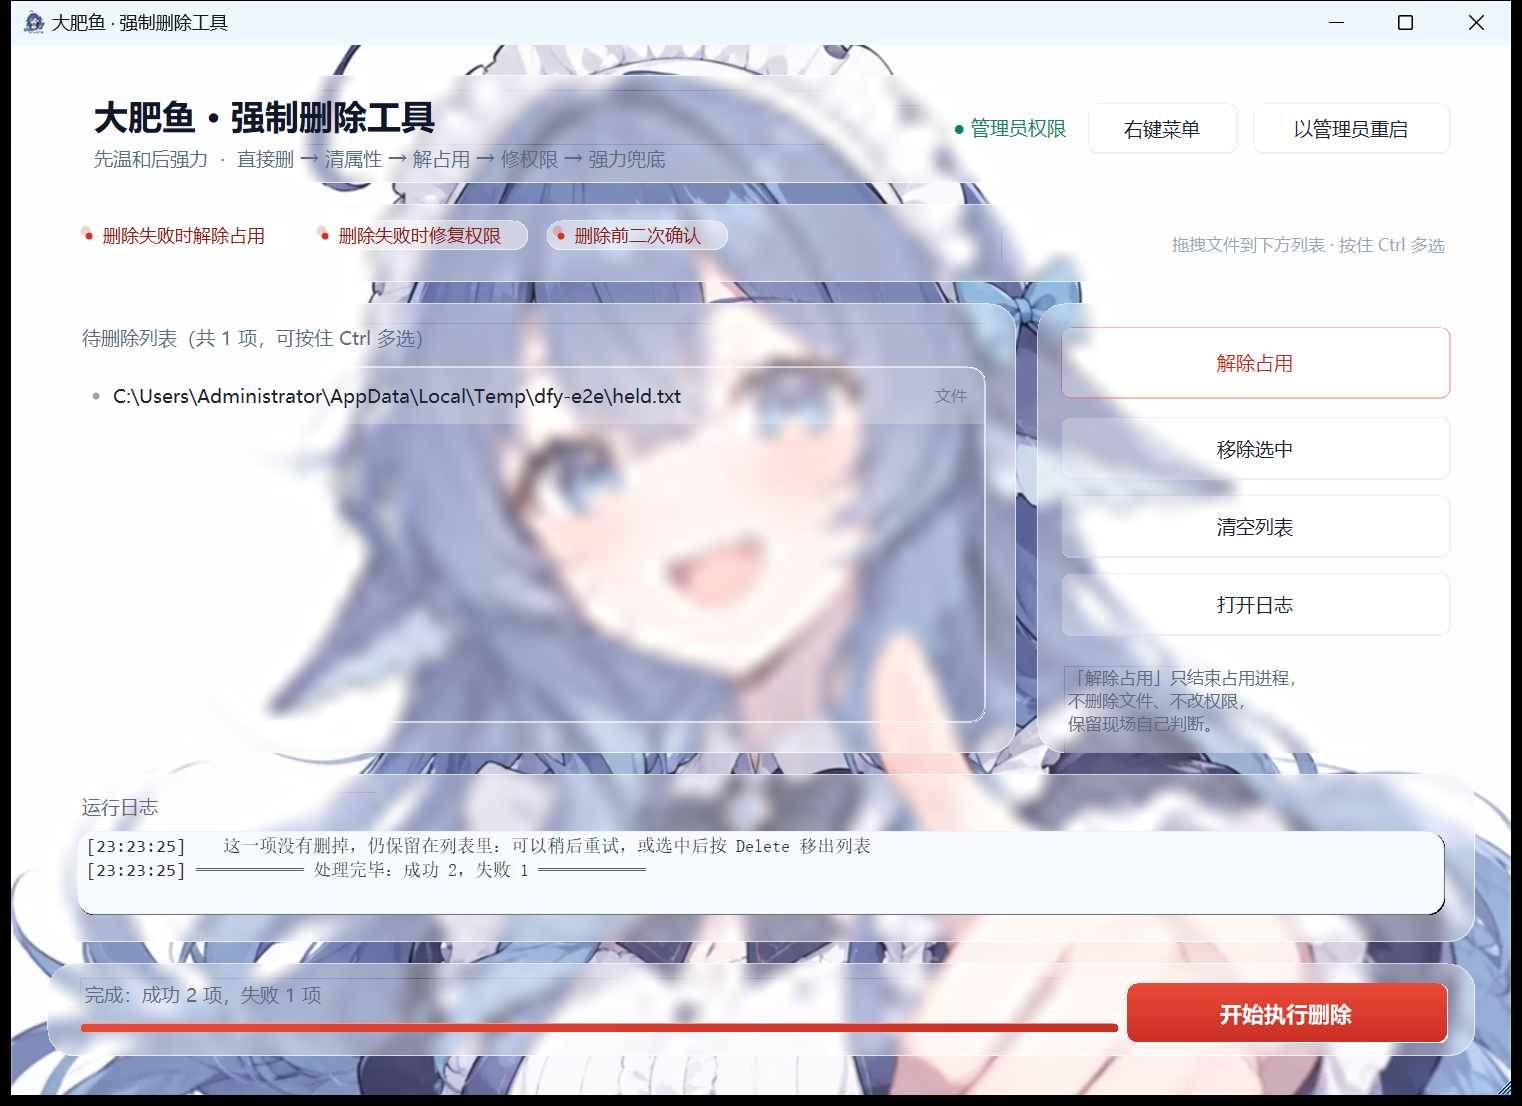 大肥鱼 · 强制删除工具
大肥鱼 · 强制删除工具
● 管理员权限
右键菜单
以管理员重启
先温和后强力 · 直接删 → 清属性 → 解占用 → 修权限 → 强力兜底
删除失败时解除占用
删除失败时修复权限
删除前二次确认
拖拽文件到下方列表 · 按住 Ctrl 多选
待删除列表（共 1 项，可按住 Ctrl 多选）
C:\Users\Administrator\AppData\Local\Temp\dfy-e2e\held.txt
文件
解除占用
移除选中
清空列表
打开日志
「解除占用」只结束占用进程，
不删除文件、不改权限，
保留现场自己判断。
运行日志
[23:23:25] 这一项没有删掉，仍保留在列表里：可以稍后重试，或选中后按 Delete 移出列表
[23:23:25] ════════════ 处理完毕：成功 2，失败 1 ════════════
完成：成功 2 项，失败 1 项
开始执行删除